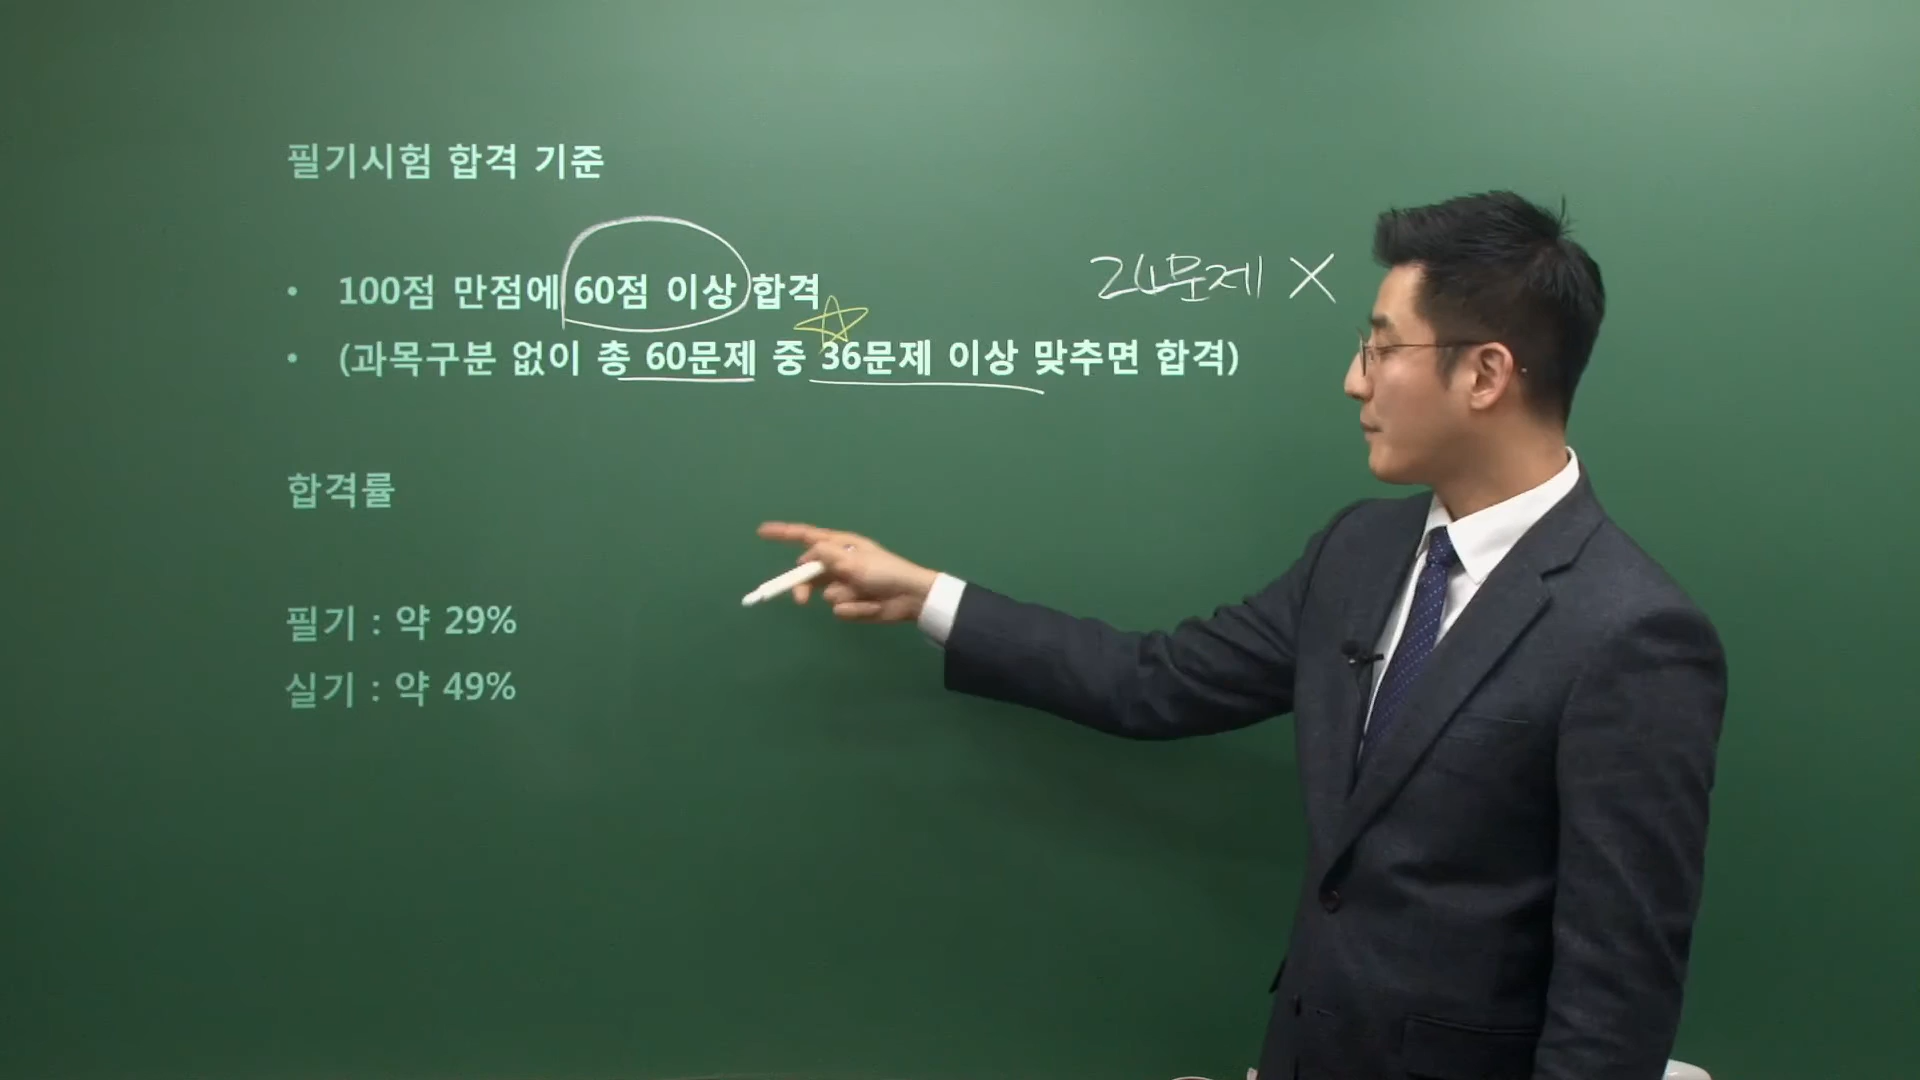 필기시험 합격 기준
• 100점 만점에 60점 이상 합격
24문제 X
• (과목구분 없이 총 60문제 중 36문제 이상 맞추면 합격)
합격률
필기 : 약 29%
실기 : 약 49%